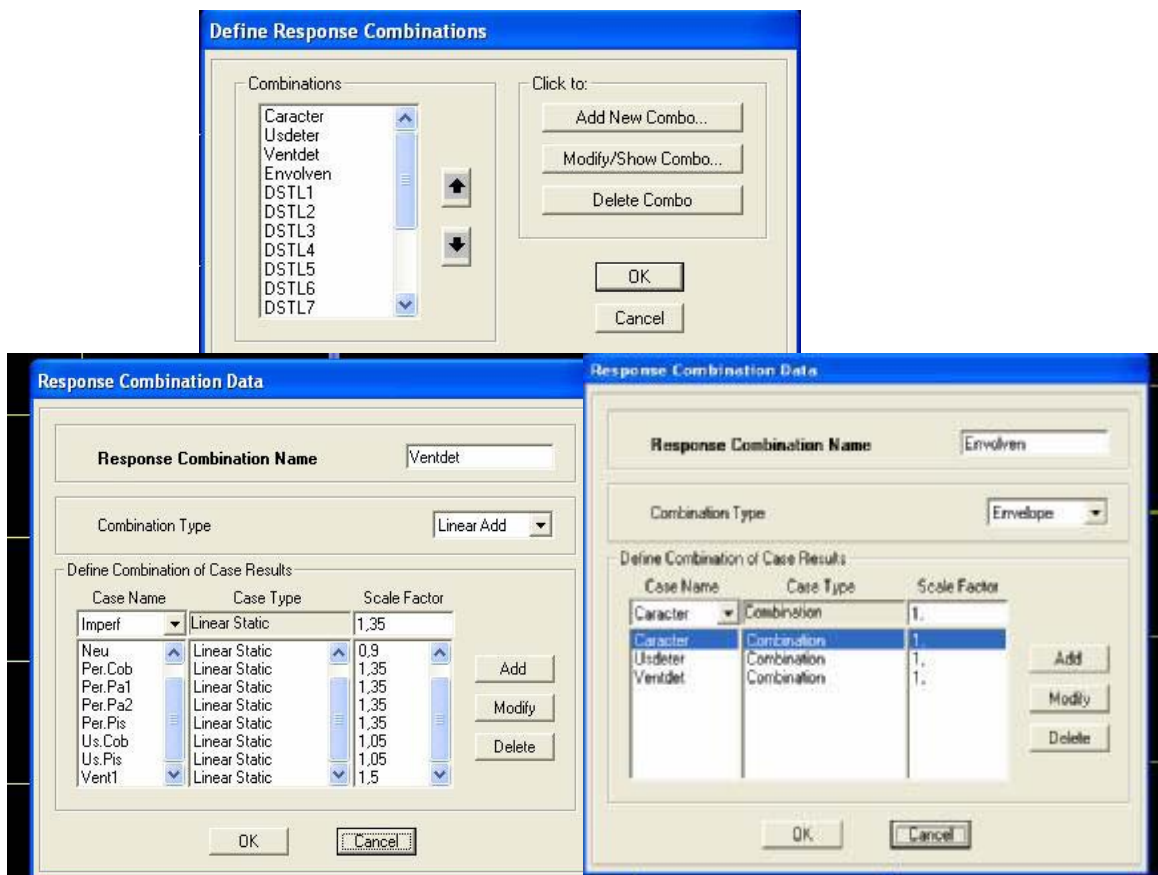 Define Response Combinations
Combinations
Caracter
Usdeter
Ventdet
Envolven
DSTL1
DSTL2
DSTL3
DSTL4
DSTL5
DSTL6
DSTL7
Click to:
Add New Combo...
Modify/Show Combo...
Delete Combo
OK
Cancel
Response Combination Data
Response Combination Name Ventdet
Combination Type Linear Add
Define Combination of Case Results
Case Name Case Type Scale Factor
Imperf Linear Static 1,35
Neu Linear Static 0,9
Per.Cob Linear Static 1,35
Per.Pa1 Linear Static 1,35
Per.Pa2 Linear Static 1,35
Per.Pis Linear Static 1,35
Us.Cob Linear Static 1,05
Us.Pis Linear Static 1,05
Vent1 Linear Static 1,5
Add
Modify
Delete
OK Cancel
Response Combination Data
Response Combination Name Envolven
Combination Type Envelope
Define Combination of Case Results
Case Name Case Type Scale Factor
Caracter Combination 1,
Caracter Combination 1,
Usdeter Combination 1,
Ventdet Combination 1,
Add
Modify
Delete
OK Cancel